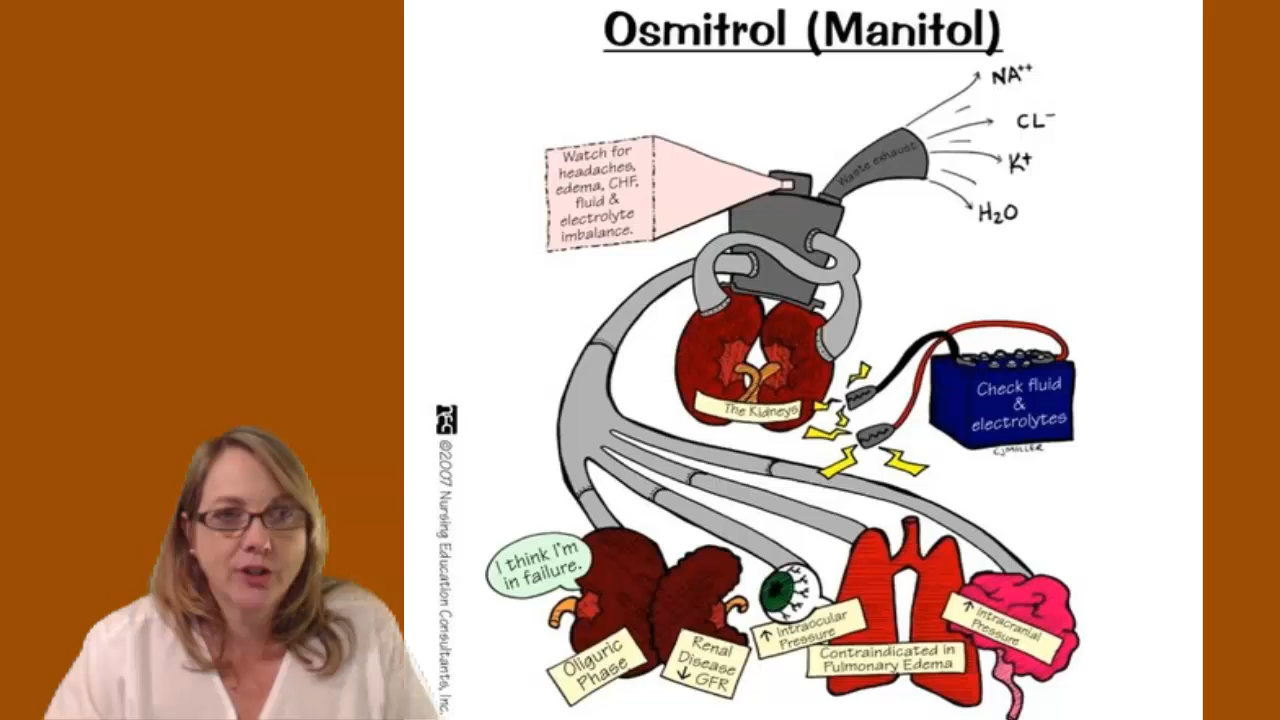 Osmitrol (Manitol)
NA++
CL-
K+
H2O
Waste exhaust
Watch for
headaches,
edema, CHF,
fluid &
electrolyte
imbalance.
The Kidneys
Check fluid
&
electrolytes
CJMILLER
I think I'm
in failure.
Oliguric
Phase
Renal
Disease
↓ GFR
↑ Intraocular
Pressure
Contraindicated in
Pulmonary Edema
↑ Intracranial
Pressure
©2007 Nursing Education Consultants, Inc.